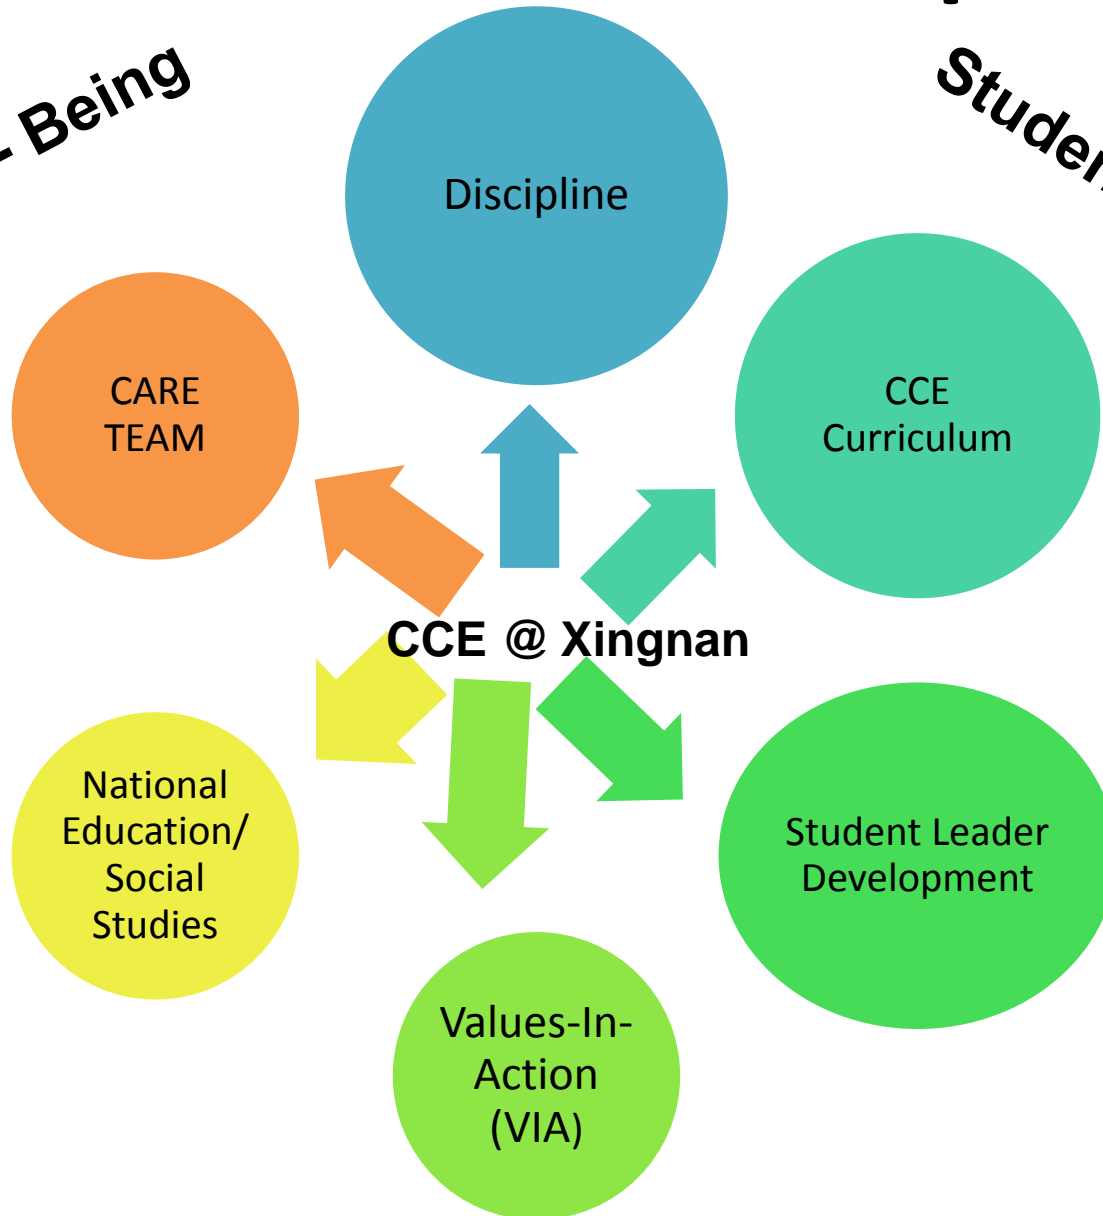 - Being
Discipline
CARE
TEAM
CCE
Curriculum
CCE @ Xingnan
National
Education/
Social
Studies
Student Leader
Development
Values-In-
Action
(VIA)